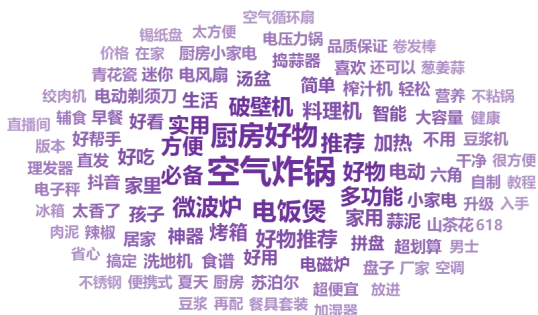 空气循环扇
锡纸盘 太方便 电压力锅 品质保证 卷发棒
价格 在家 厨房小家电 捣蒜器 喜欢 还可以 葱姜蒜
青花瓷 迷你 电风扇 汤盆 简单 榨汁机 轻松
绞肉机 电动剃须刀 生活 破壁机 料理机 智能 营养 不粘锅
直播间 辅食 早餐 好看 实用 厨房好物 推荐 加热 大容量 健康
版本 好帮手 方便 不用 豆浆机
理发器 直发 好吃 必备 空气炸锅 好物 电动 六角 干净 很方便
电子秤 抖音 家里 多功能 小家电 自制 教程
冰箱 太香了 孩子 微波炉 电饭煲 家用 蒜泥 升级 入手
肉泥 辣椒 居家 神器 烤箱 好物推荐 拼盘 山茶花 618
省心 搞定 洗地机 食谱 好用 电磁炉 盘子 超划算 男士
不锈钢 便携式 夏天 厨房 苏泊尔 超便宜 厂家 空调
豆浆 再配 餐具套装 加湿器 放进